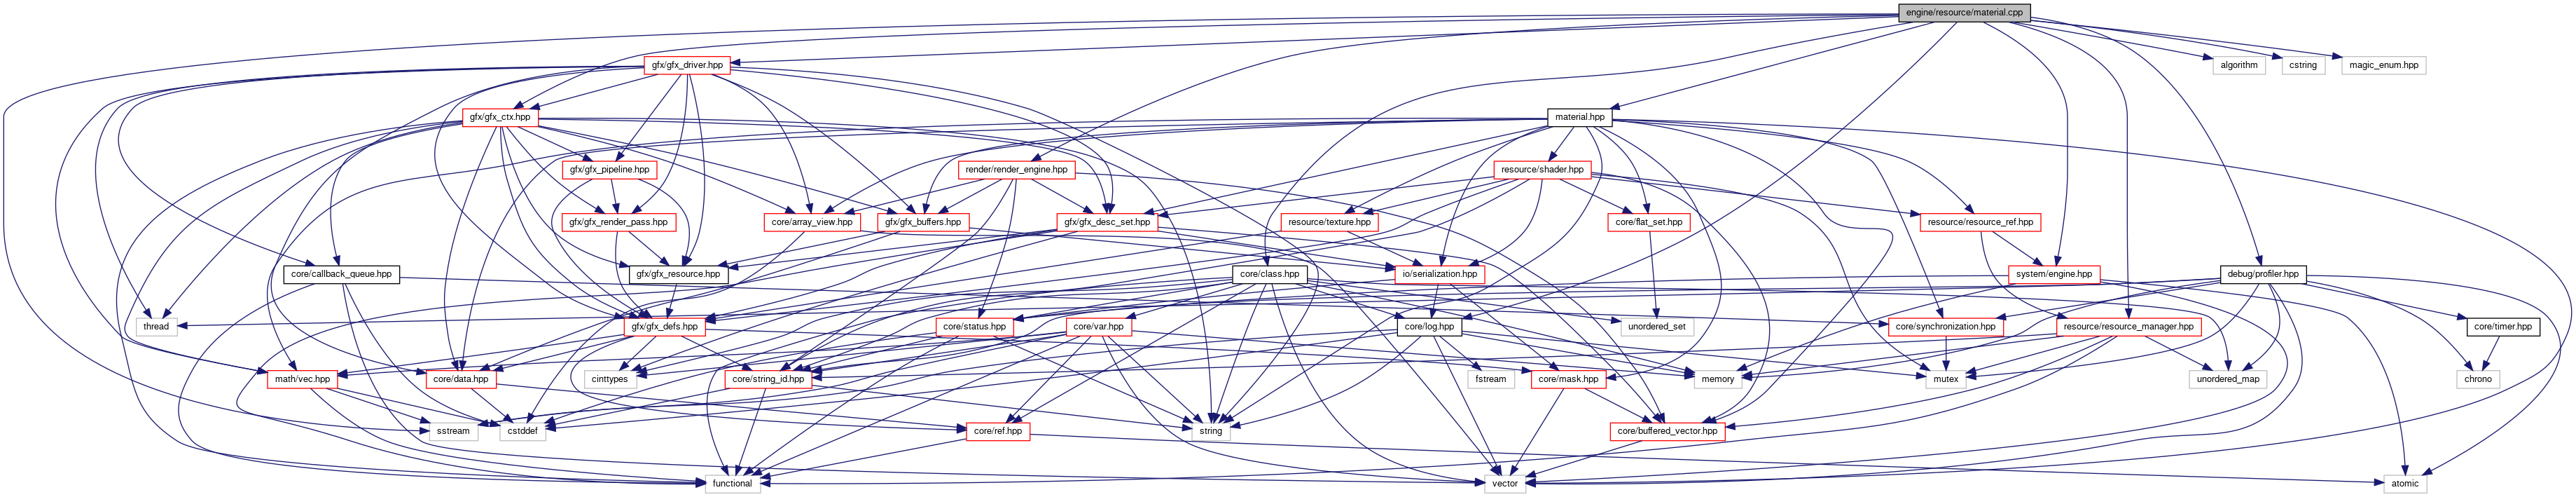 engine/resource/material.cpp
gfx/gfx_driver.hpp
algorithm
cstring
magic_enum.hpp
gfx/gfx_ctx.hpp
material.hpp
gfx/gfx_pipeline.hpp
render/render_engine.hpp
resource/shader.hpp
gfx/gfx_render_pass.hpp
core/array_view.hpp
gfx/gfx_buffers.hpp
gfx/gfx_desc_set.hpp
resource/texture.hpp
core/flat_set.hpp
resource/resource_ref.hpp
core/callback_queue.hpp
gfx/gfx_resource.hpp
core/class.hpp
io/serialization.hpp
system/engine.hpp
debug/profiler.hpp
thread
gfx/gfx_defs.hpp
core/status.hpp
core/var.hpp
core/log.hpp
unordered_set
core/synchronization.hpp
resource/resource_manager.hpp
core/timer.hpp
math/vec.hpp
core/data.hpp
cinttypes
core/string_id.hpp
fstream
core/mask.hpp
memory
mutex
unordered_map
chrono
sstream
cstddef
core/ref.hpp
string
core/buffered_vector.hpp
functional
vector
atomic